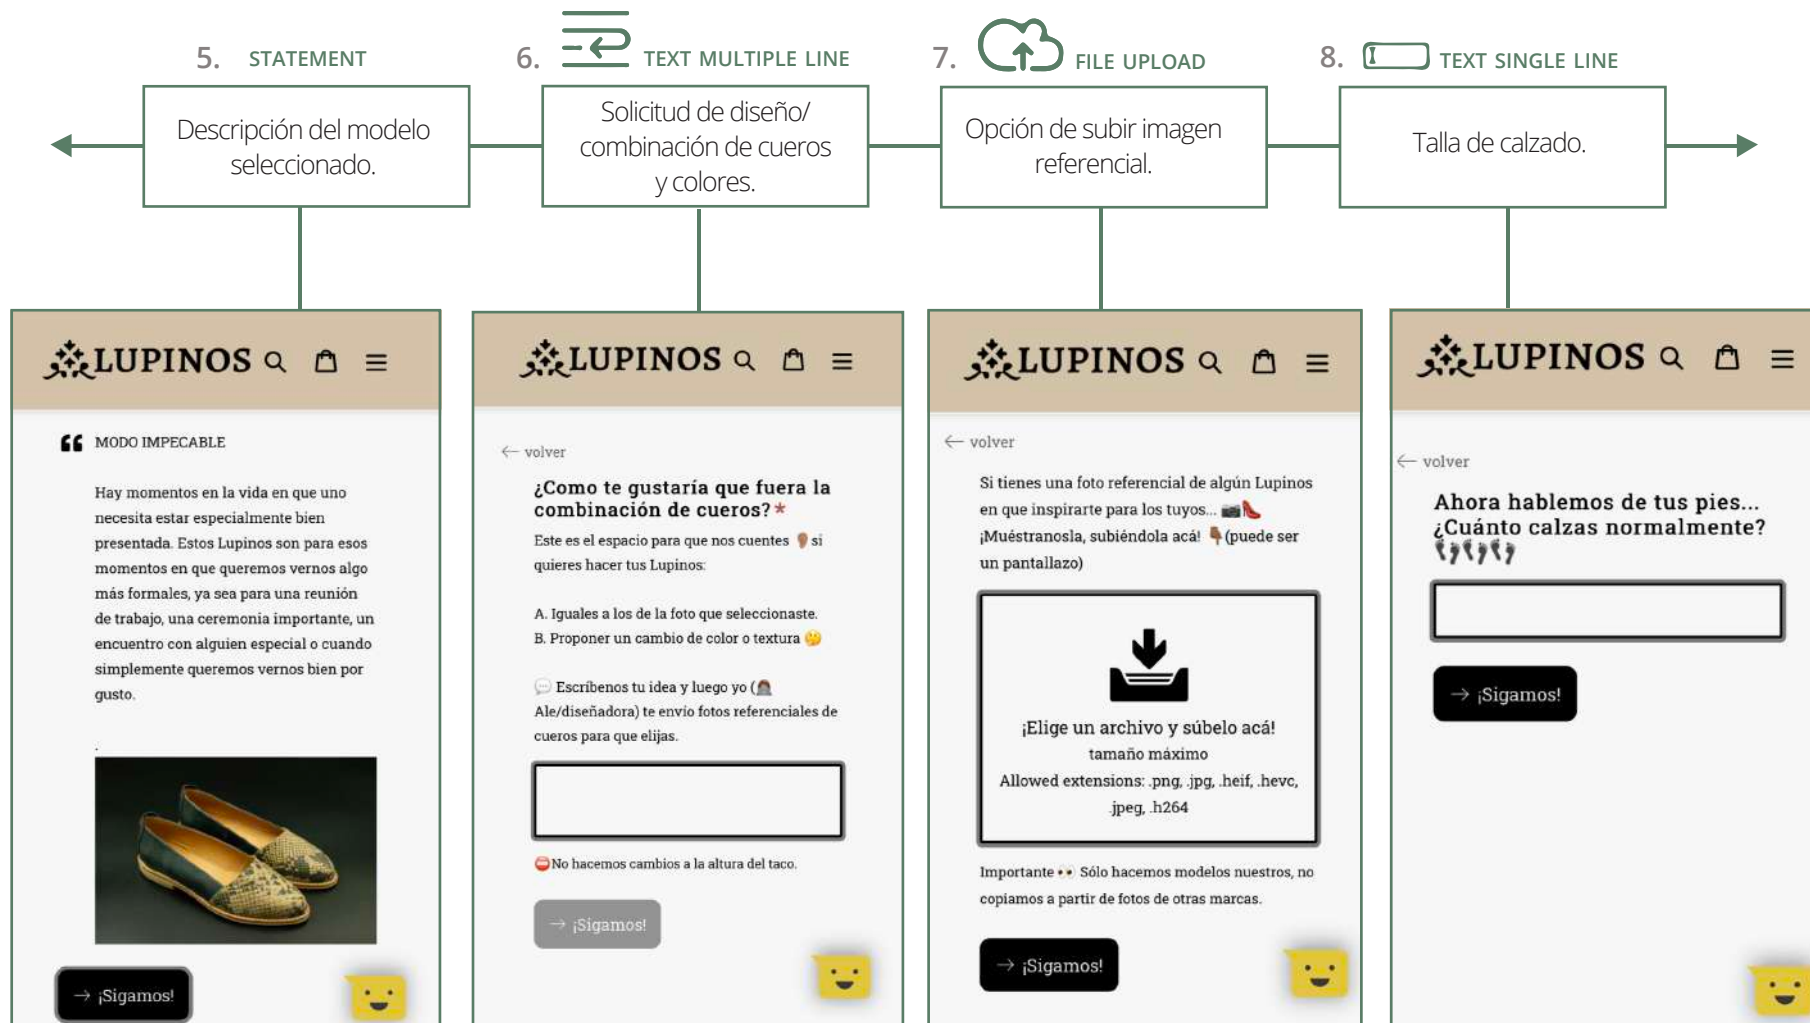 5. STATEMENT
6. TEXT MULTIPLE LINE
7. FILE UPLOAD
8. TEXT SINGLE LINE
Descripción del modelo
seleccionado.
Solicitud de diseño/
combinación de cueros
y colores.
Opción de subir imagen
referencial.
Talla de calzado.
LUPINOS
MODO IMPECABLE
Hay momentos en la vida en que uno
necesita estar especialmente bien
presentada. Estos Lupinos son para esos
momentos en que queremos vernos algo
más formales, ya sea para una reunión
de trabajo, una ceremonia importante, un
encuentro con alguien especial o cuando
simplemente queremos vernos bien por
gusto.
.
→ ¡Sigamos!
LUPINOS
← volver
¿Como te gustaría que fuera la
combinación de cueros? *
Este es el espacio para que nos cuentes 👂🏽 si
quieres hacer tus Lupinos:
A. Iguales a los de la foto que seleccionaste.
B. Proponer un cambio de color o textura 🤔
💬 Escríbenos tu idea y luego yo (👩🏽
Ale/diseñadora) te envío fotos referenciales de
cueros para que elijas.
⛔No hacemos cambios a la altura del taco.
→ ¡Sigamos!
LUPINOS
← volver
Si tienes una foto referencial de algún Lupinos
en que inspirarte para los tuyos... 📷👠
¡Muéstranosla, subiéndola acá! 👇🏽(puede ser
un pantallazo)
¡Elige un archivo y súbelo acá!
tamaño máximo
Allowed extensions: .png, .jpg, .heif, .hevc,
.jpeg, .h264
Importante 👀 Sólo hacemos modelos nuestros, no
copiamos a partir de fotos de otras marcas.
→ ¡Sigamos!
LUPINOS
← volver
Ahora hablemos de tus pies...
¿Cuánto calzas normalmente?
👣👣👣
→ ¡Sigamos!